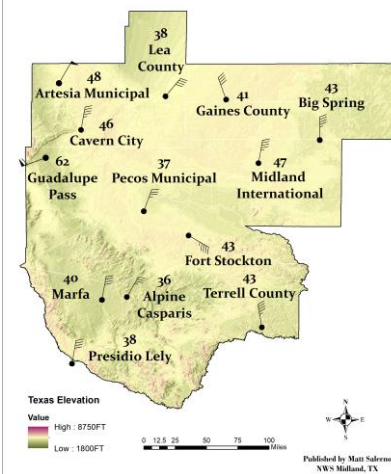 38
Lea
County
48
Artesia Municipal
41
Gaines County
43
Big Spring
46
Cavern City
62
Guadalupe
Pass
37
Pecos Municipal
47
Midland
International
43
Fort Stockton
40
Marfa
36
Alpine
Casparis
43
Terrell County
38
Presidio Lely
Texas Elevation
Value
High : 8750FT
Low : 1800FT
0 12.5 25 50 75 100
Miles
N
W E
S
Published by Matt Salerno
NWS Midland, TX